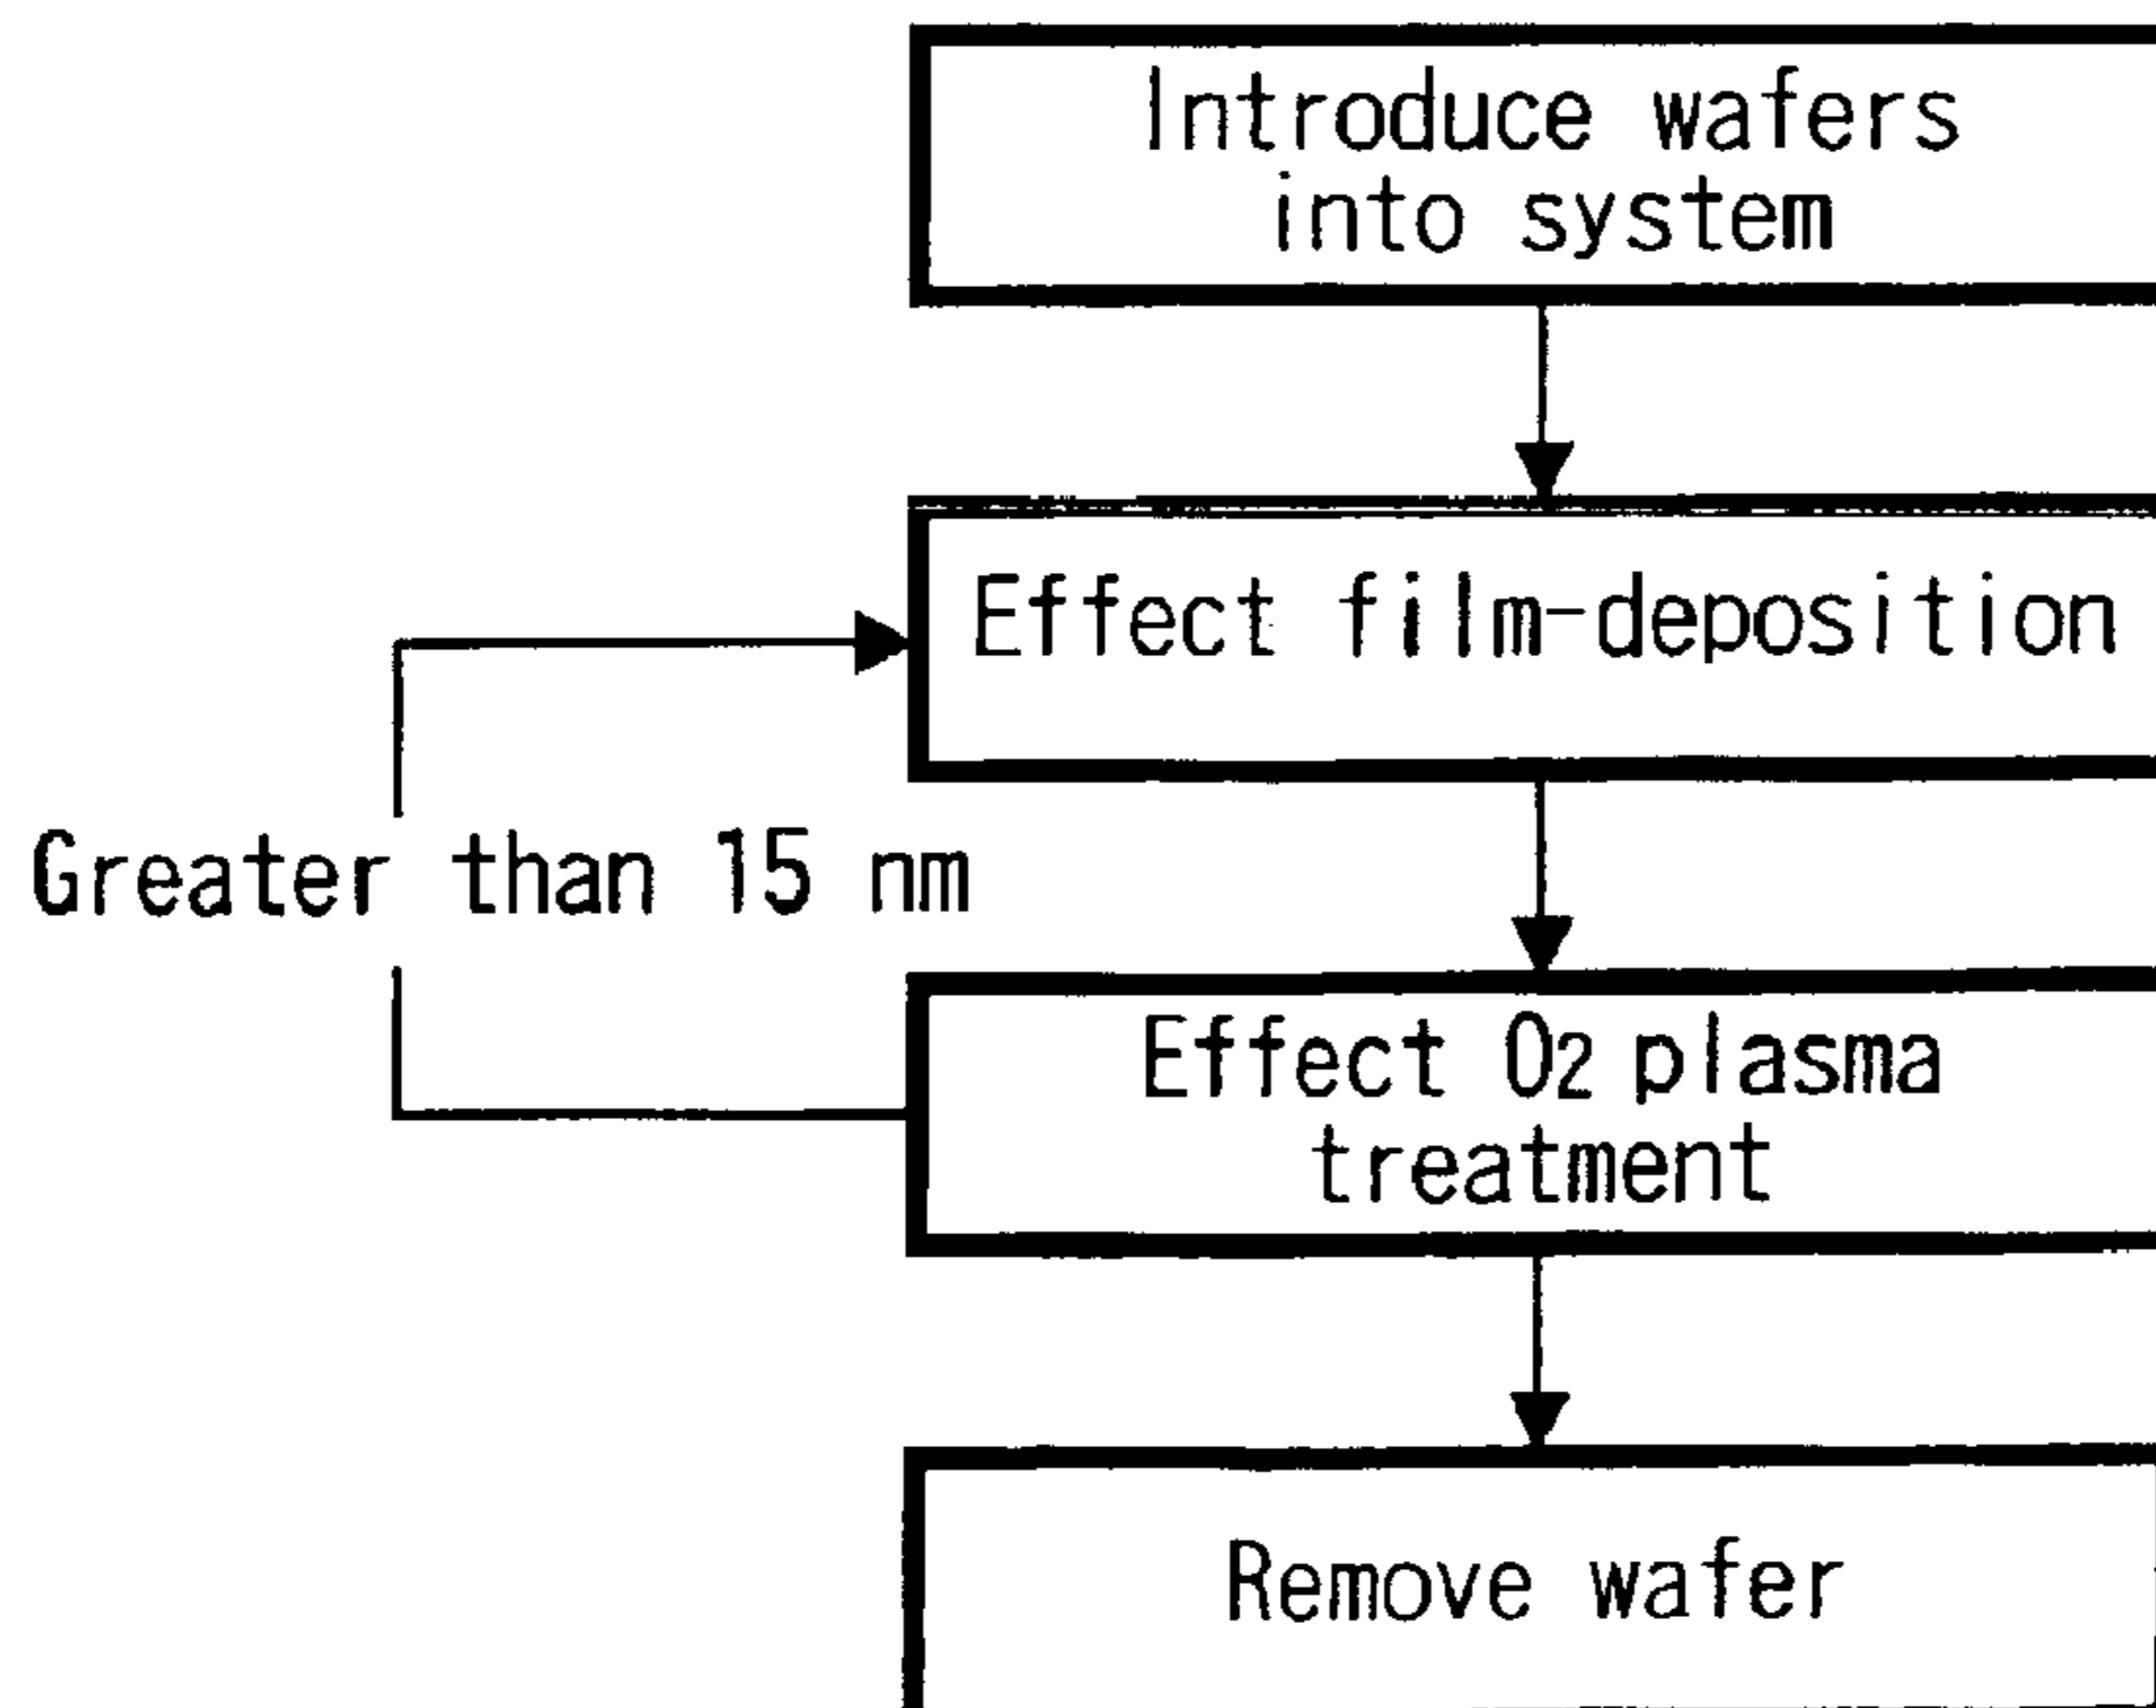 Introduce wafers
into system
Effect film-deposition
Greater than 15 nm
Effect O2 plasma
treatment
Remove wafer